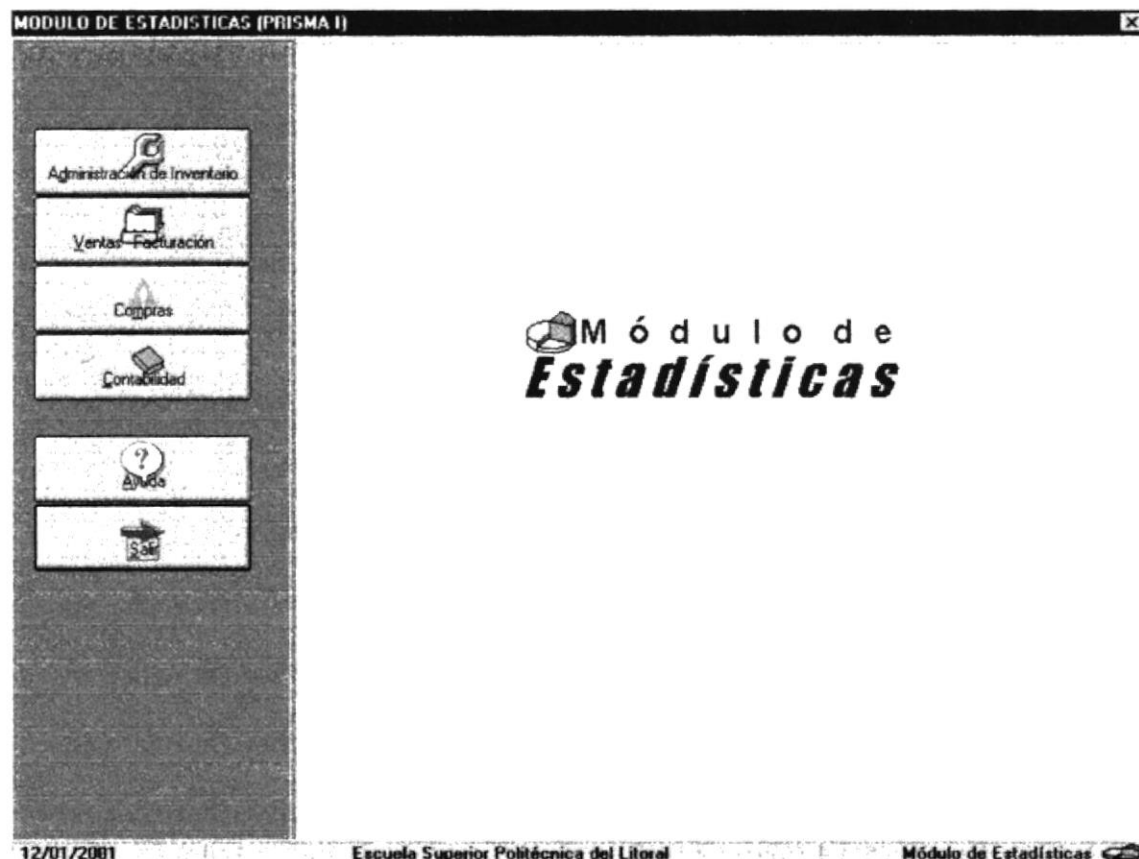 MODULO DE ESTADISTICAS (PRISMA I)
Administración de Inventario
Ventas - Facturación
Compras
Contabilidad
Ayuda
Salir
Módulo de
Estadísticas
12/01/2001
Escuela Superior Politécnica del Litoral
Módulo de Estadísticas